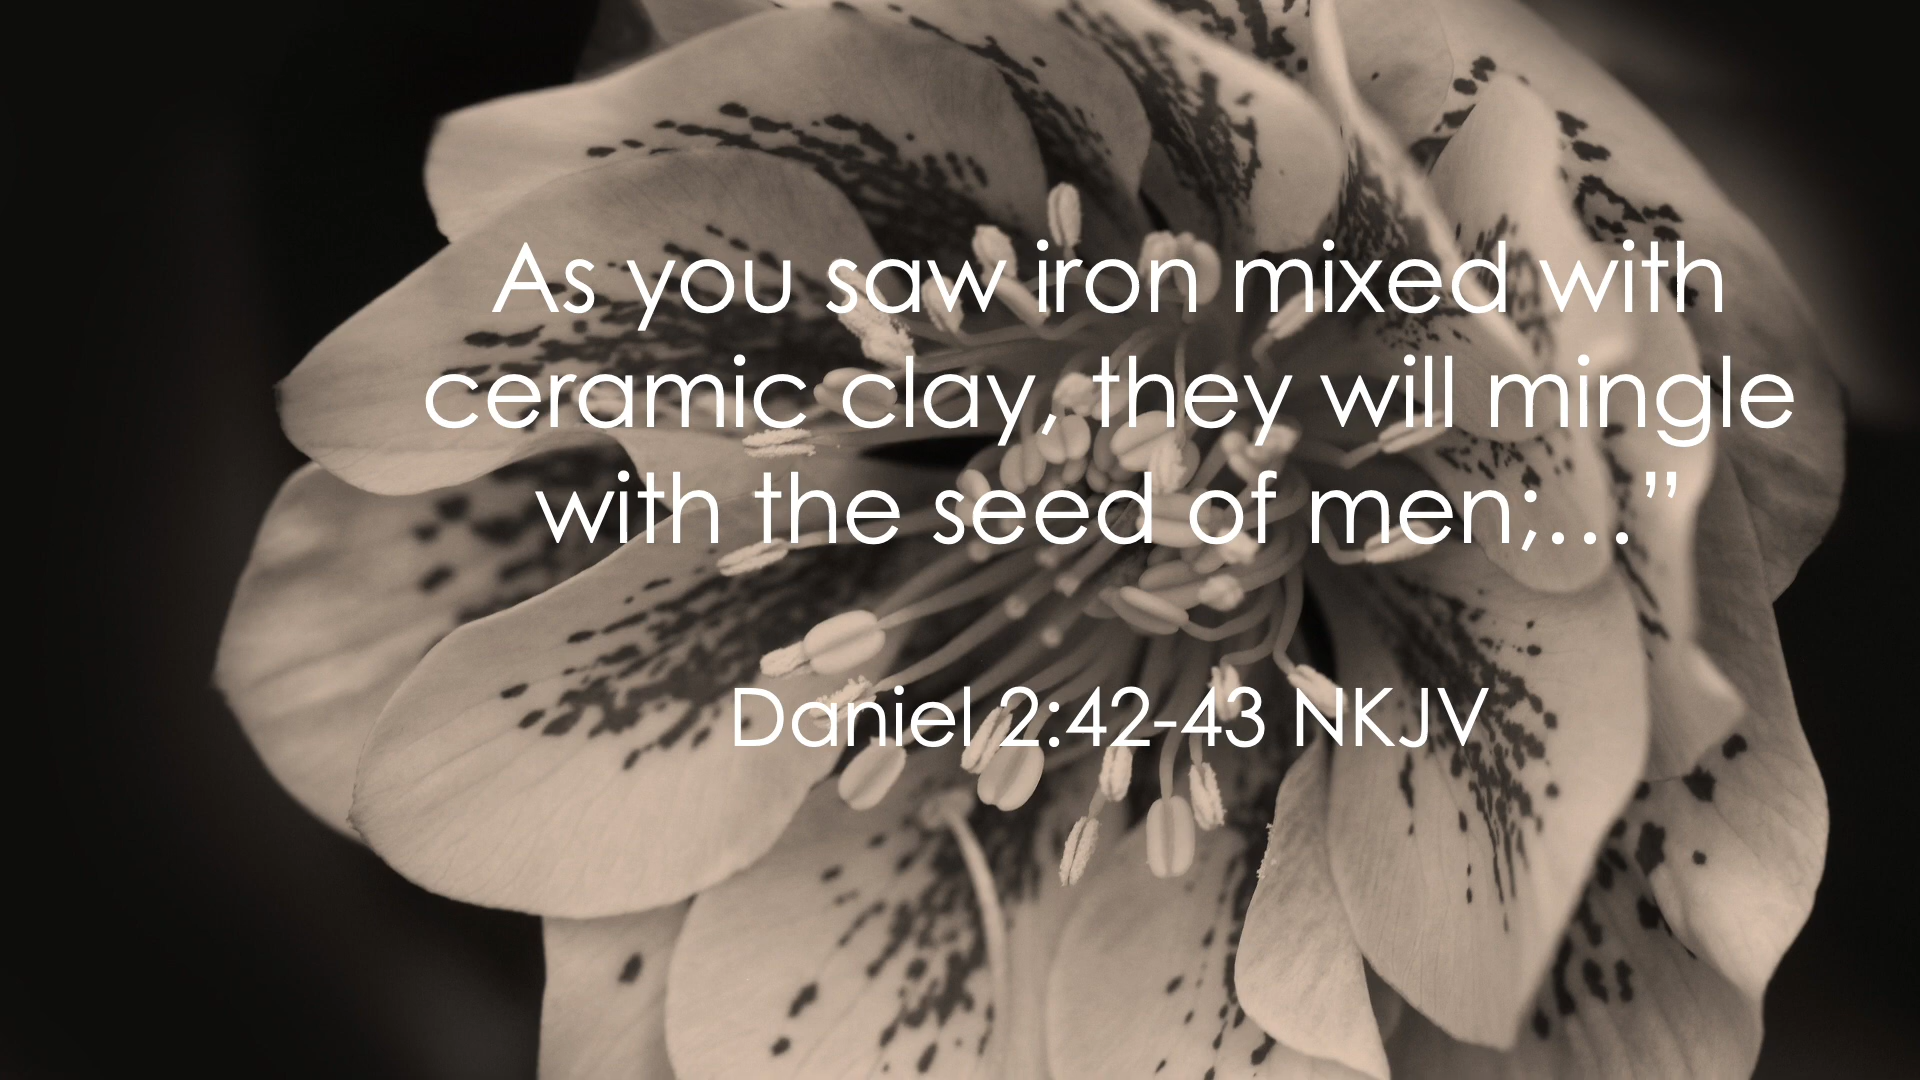 As you saw iron mixed with
ceramic clay, they will mingle
with the seed of men;…”
Daniel 2:42-43 NKJV